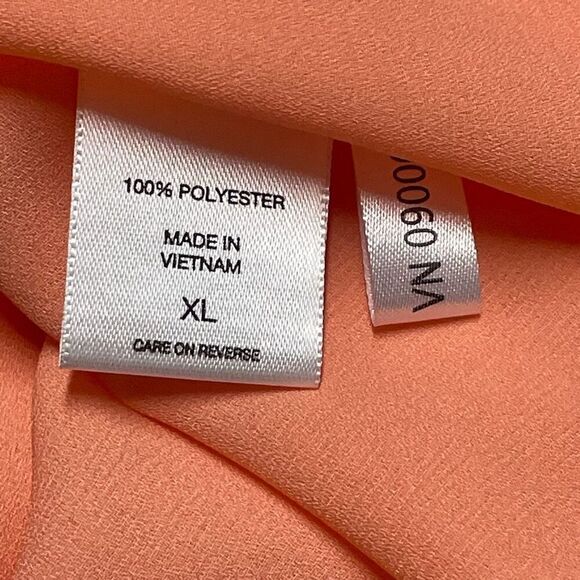 100% POLYESTER
MADE IN
VIETNAM
XL
CARE ON REVERSE
VN 0900